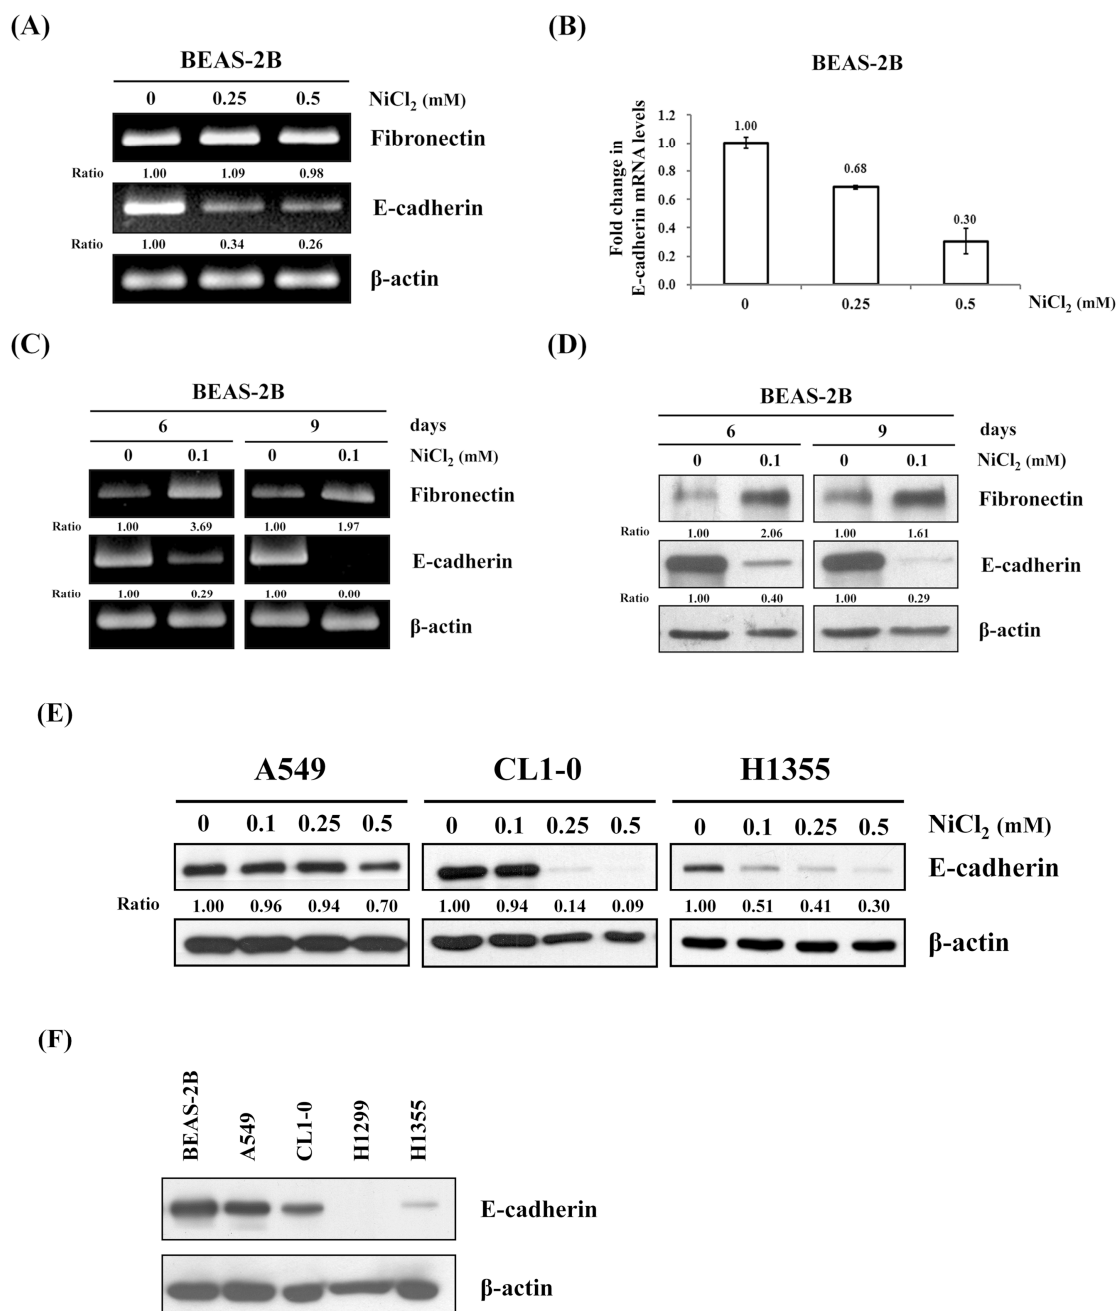 (A)
BEAS-2B
0 0.25 0.5 NiCl₂ (mM)
Fibronectin
Ratio 1.00 1.09 0.98
E-cadherin
Ratio 1.00 0.34 0.26
β-actin
(B)
BEAS-2B
Fold change in
E-cadherin mRNA levels
1.2
1.0
0.8
0.6
0.4
0.2
0.0
1.00
0.68
0.30
0 0.25 0.5 NiCl₂ (mM)
(C)
BEAS-2B
6 9 days
0 0.1 0 0.1 NiCl₂ (mM)
Fibronectin
Ratio 1.00 3.69 1.00 1.97
E-cadherin
Ratio 1.00 0.29 1.00 0.00
β-actin
(D)
BEAS-2B
6 9 days
0 0.1 0 0.1 NiCl₂ (mM)
Fibronectin
Ratio 1.00 2.06 1.00 1.61
E-cadherin
Ratio 1.00 0.40 1.00 0.29
β-actin
(E)
A549 CL1-0 H1355
0 0.1 0.25 0.5 0 0.1 0.25 0.5 0 0.1 0.25 0.5 NiCl₂ (mM)
E-cadherin
Ratio 1.00 0.96 0.94 0.70 1.00 0.94 0.14 0.09 1.00 0.51 0.41 0.30
β-actin
(F)
BEAS-2B
A549
CL1-0
H1299
H1355
E-cadherin
β-actin